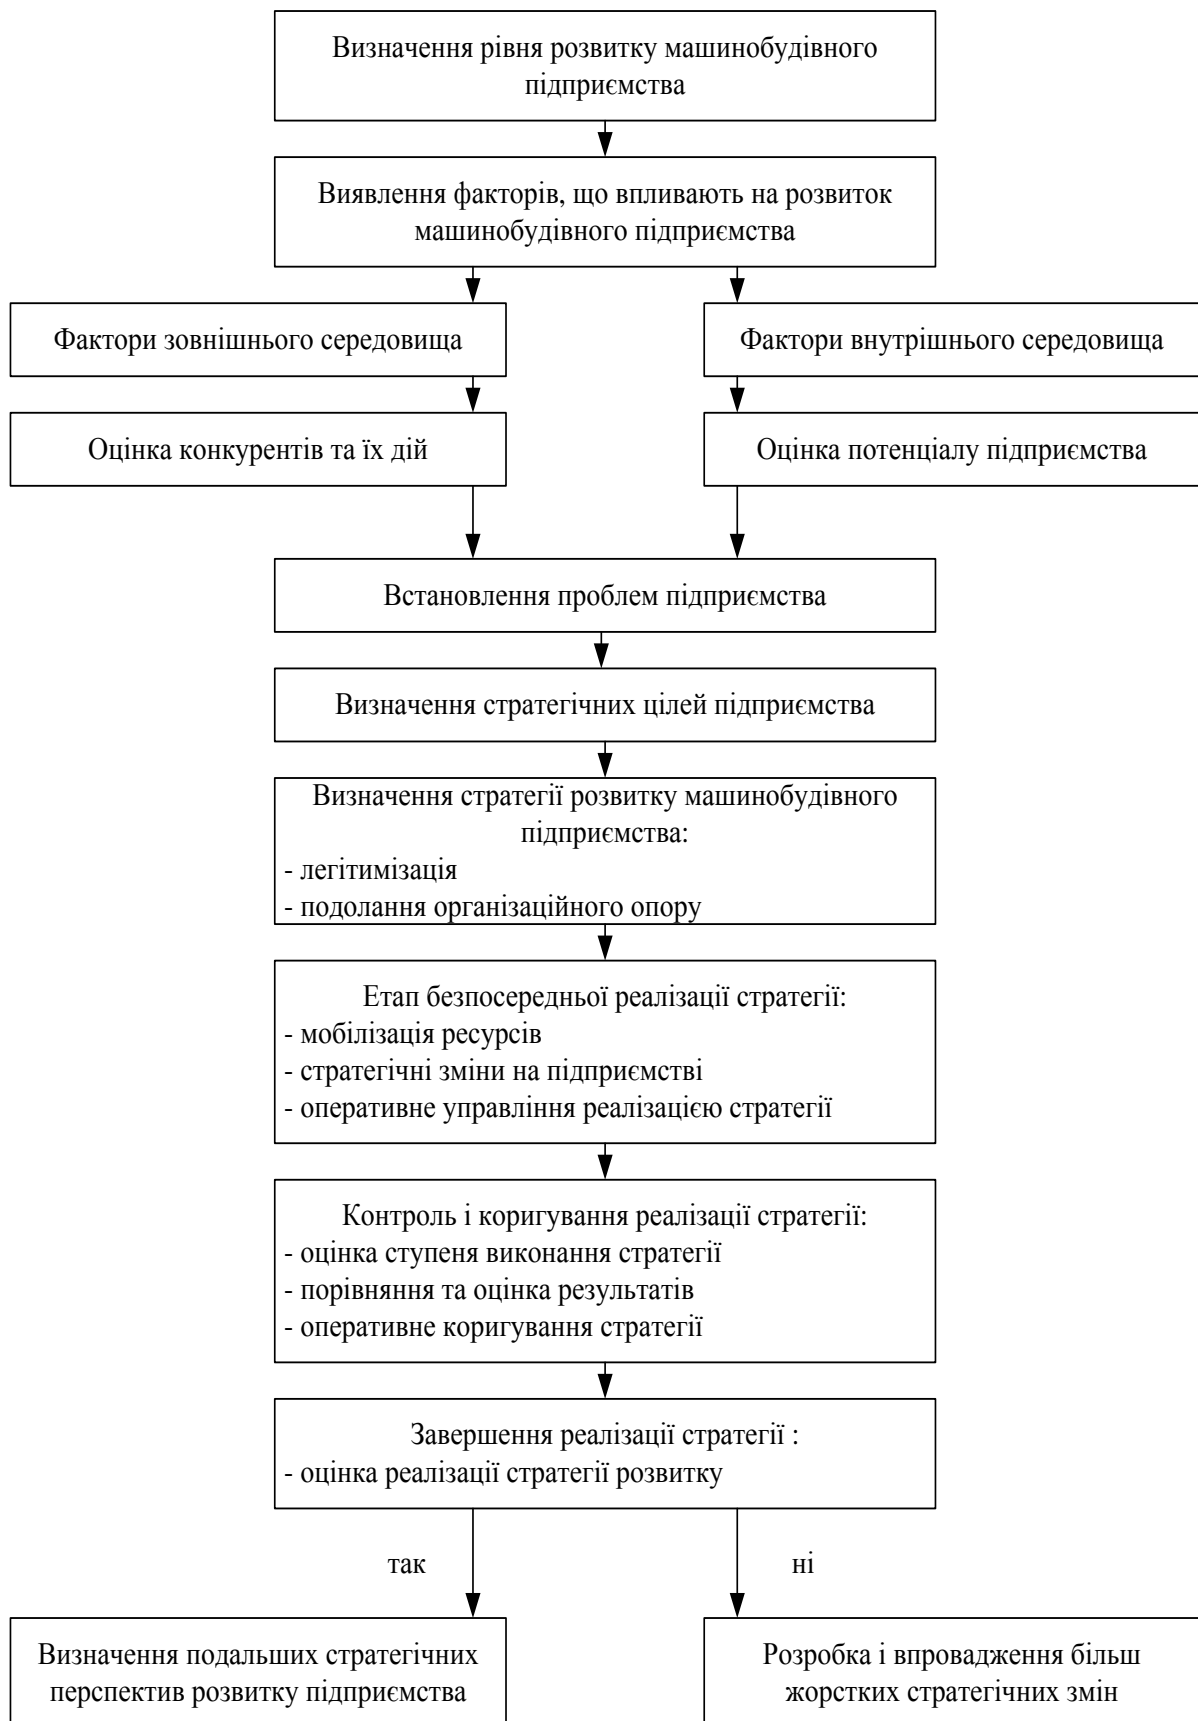 Визначення рівня розвитку машинобудівного
підприємства
Виявлення факторів, що впливають на розвиток
машинобудівного підприємства
Фактори зовнішнього середовища
Фактори внутрішнього середовища
Оцінка конкурентів та їх дій
Оцінка потенціалу підприємства
Встановлення проблем підприємства
Визначення стратегічних цілей підприємства
Визначення стратегії розвитку машинобудівного
підприємства:
- легітимізація
- подолання організаційного опору
Етап безпосередньої реалізації стратегії:
- мобілізація ресурсів
- стратегічні зміни на підприємстві
- оперативне управління реалізацією стратегії
Контроль і коригування реалізації стратегії:
- оцінка ступеня виконання стратегії
- порівняння та оцінка результатів
- оперативне коригування стратегії
Завершення реалізації стратегії :
- оцінка реалізації стратегії розвитку
так
ні
Визначення подальших стратегічних
перспектив розвитку підприємства
Розробка і впровадження більш
жорстких стратегічних змін